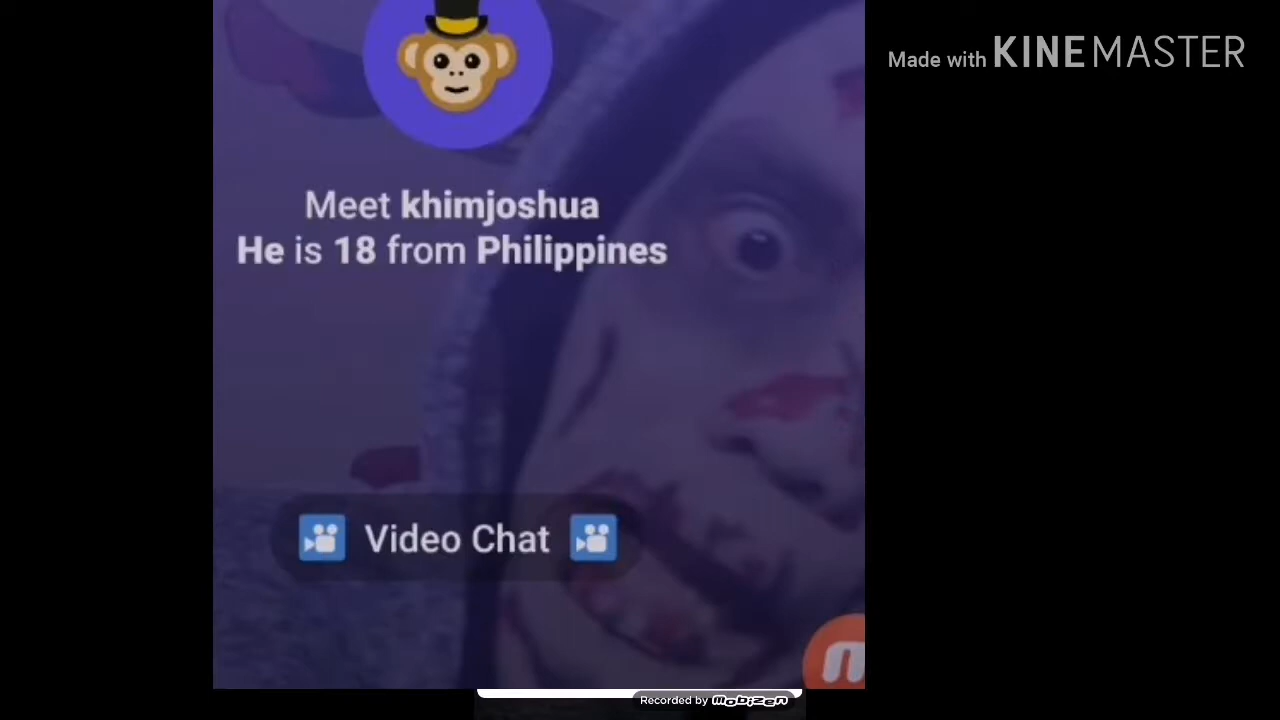 Made with KINEMASTER
Meet khimjoshua
He is 18 from Philippines
Video Chat
Recorded by mobizen